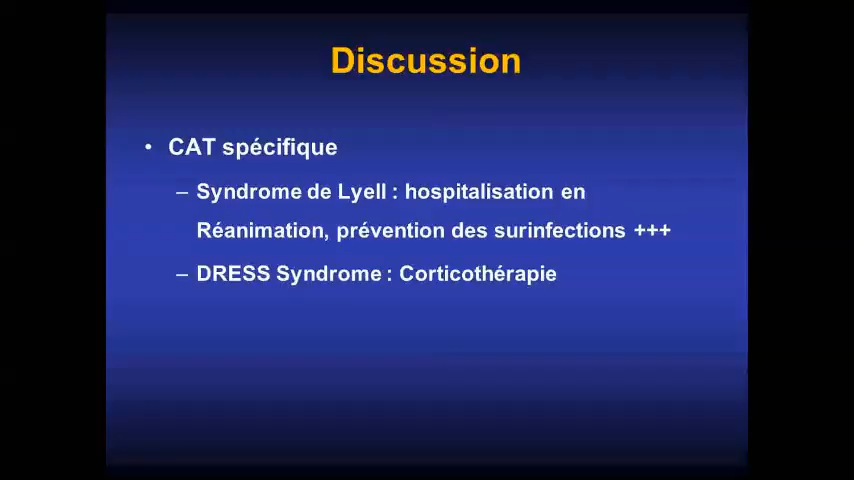 Discussion
• CAT spécifique
– Syndrome de Lyell : hospitalisation en
Réanimation, prévention des surinfections +++
– DRESS Syndrome : Corticothérapie